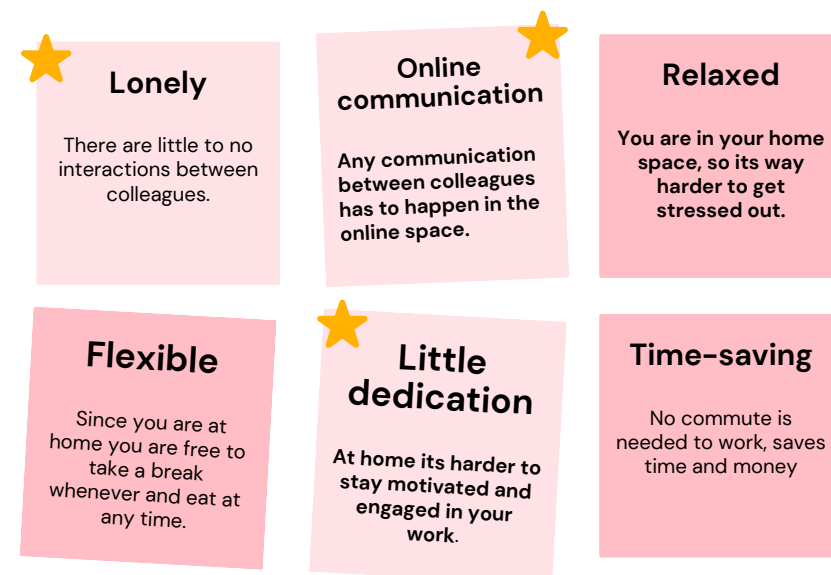 Lonely
There are little to no
interactions between
colleagues.
Online
communication
Any communication
between colleagues
has to happen in the
online space.
Relaxed
You are in your home
space, so its way
harder to get
stressed out.
Flexible
Since you are at
home you are free to
take a break
whenever and eat at
any time.
Little
dedication
At home its harder to
stay motivated and
engaged in your
work.
Time-saving
No commute is
needed to work, saves
time and money